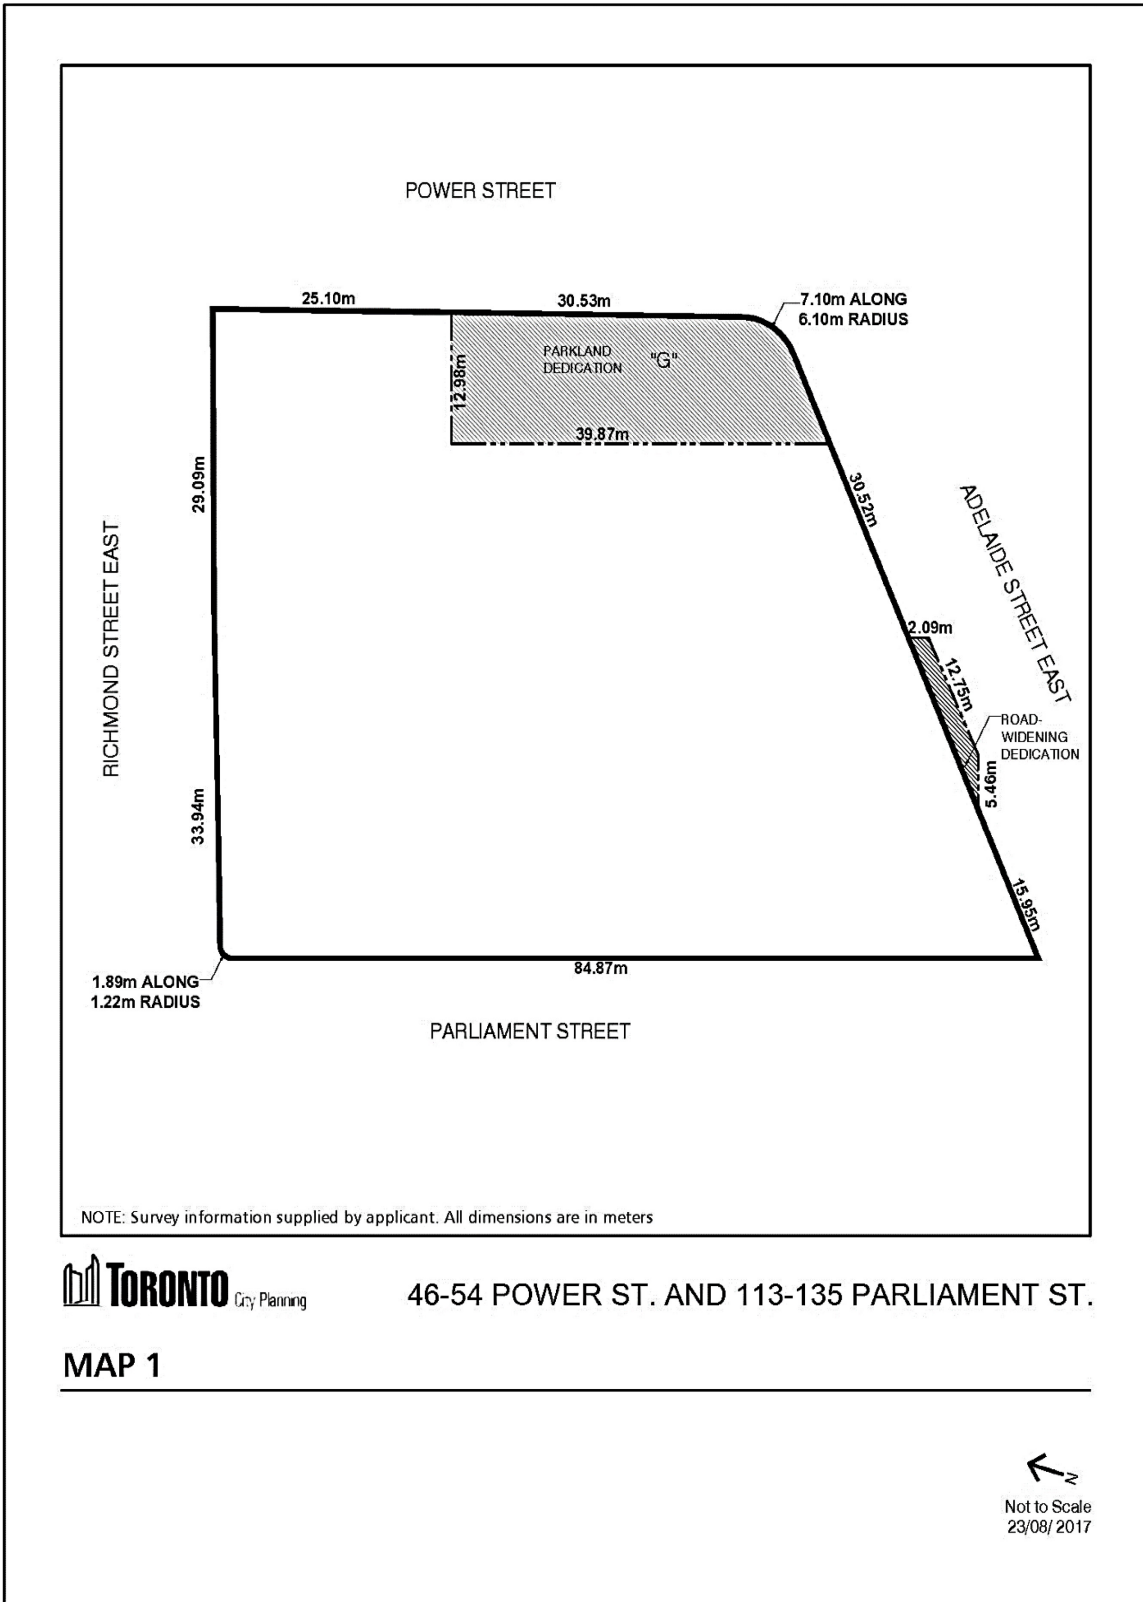 POWER STREET
25.10m
30.53m
7.10m ALONG
6.10m RADIUS
PARKLAND
DEDICATION
"G"
12.98m
39.87m
29.09m
30.52m
ADELAIDE STREET EAST
RICHMOND STREET EAST
2.09m
12.75m
ROAD-
WIDENING
DEDICATION
5.46m
33.94m
15.95m
84.87m
1.89m ALONG
1.22m RADIUS
PARLIAMENT STREET
NOTE: Survey information supplied by applicant. All dimensions are in meters
TORONTO City Planning
46-54 POWER ST. AND 113-135 PARLIAMENT ST.
MAP 1
N
Not to Scale
23/08/2017